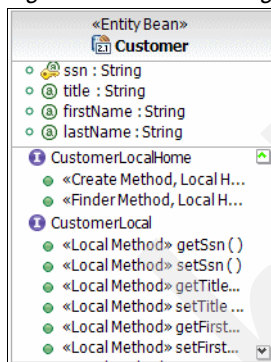 «Entity Bean»
Customer
ssn : String
title : String
firstName : String
lastName : String
CustomerLocalHome
«Create Method, Local H...
«Finder Method, Local H...
CustomerLocal
«Local Method» getSsn ( )
«Local Method» setSsn ( )
«Local Method» getTitle...
«Local Method» setTitle ...
«Local Method» getFirst...
«Local Method» setFirst...